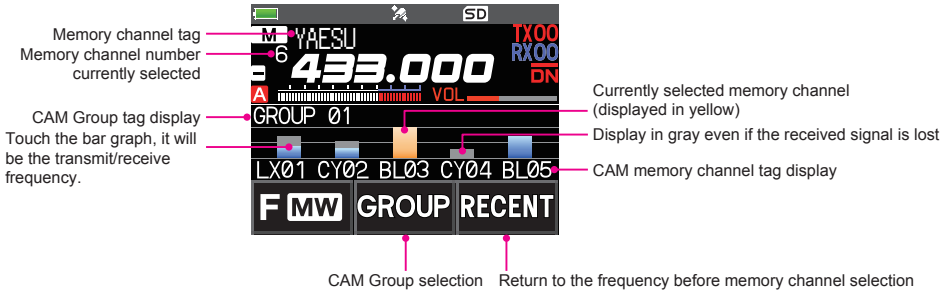 SD
Memory channel tag
M YAESU
TX00
RX00
Memory channel number
currently selected
6
433.000
DN
A
VOL
CAM Group tag display
GROUP 01
Touch the bar graph, it will
be the transmit/receive
frequency.
Currently selected memory channel
(displayed in yellow)
Display in gray even if the received signal is lost
LX01 CY02 BL03 CY04 BL05
CAM memory channel tag display
F MW GROUP RECENT
CAM Group selection
Return to the frequency before memory channel selection